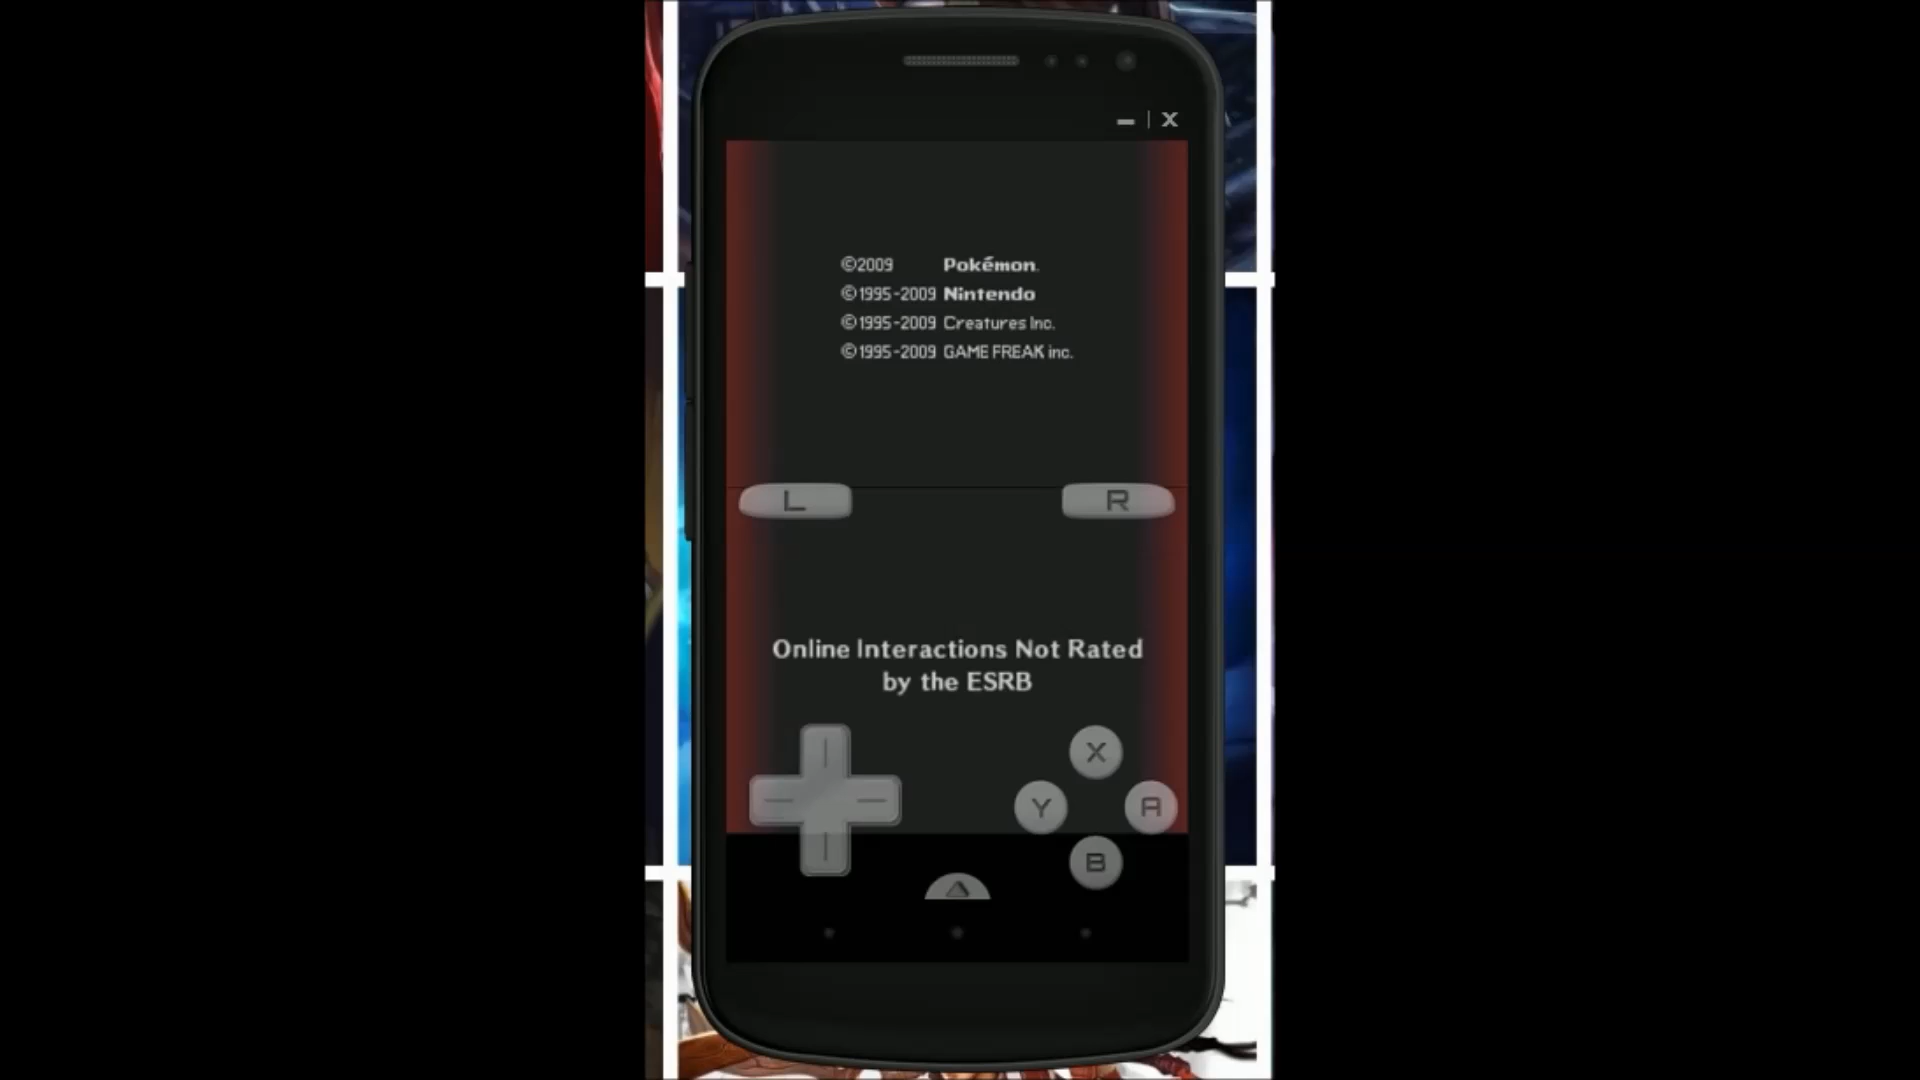 X
©2009 Pokémon.
©1995-2009 Nintendo
©1995-2009 Creatures Inc.
©1995-2009 GAME FREAK inc.
L R
Online Interactions Not Rated
by the ESRB
X
Y A
B